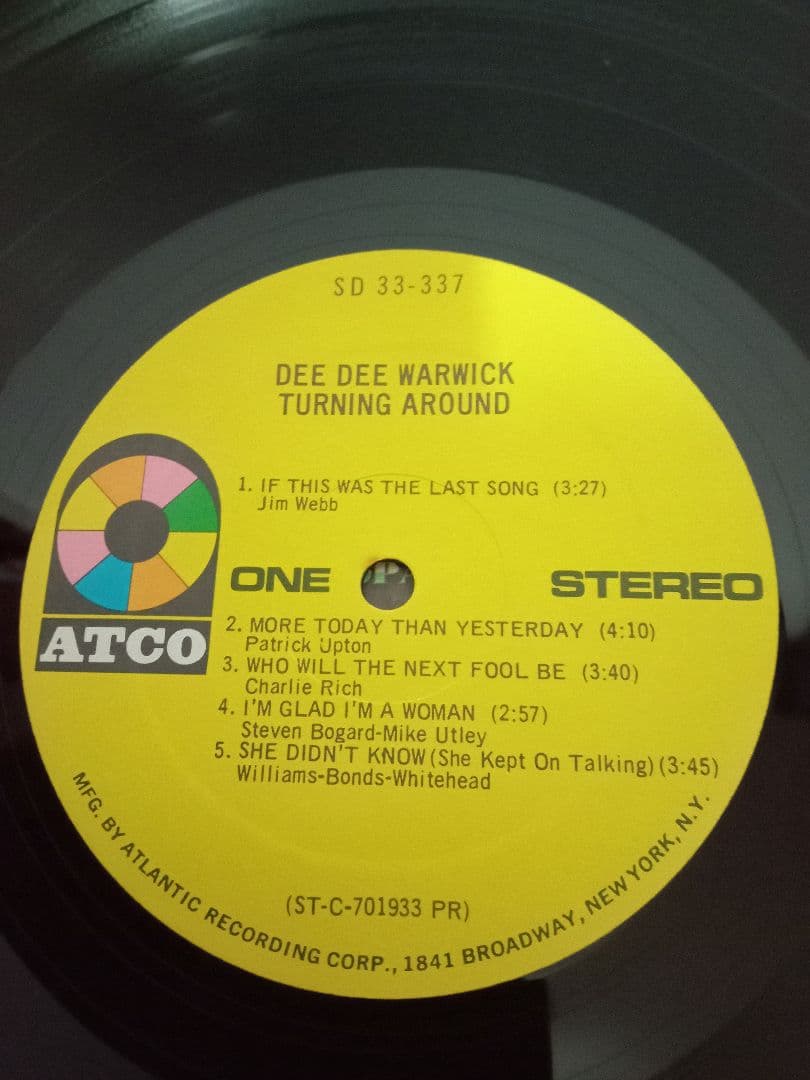 SD 33-337
DEE DEE WARWICK
TURNING AROUND
1. IF THIS WAS THE LAST SONG (3:27)
Jim Webb
ONE
STEREO
ATCO
2. MORE TODAY THAN YESTERDAY (4:10)
Patrick Upton
3. WHO WILL THE NEXT FOOL BE (3:40)
Charlie Rich
4. I'M GLAD I'M A WOMAN (2:57)
Steven Bogard-Mike Utley
5. SHE DIDN'T KNOW (She Kept On Talking) (3:45)
Williams-Bonds-Whitehead
(ST-C-701933 PR)
MFG. BY ATLANTIC RECORDING CORP., 1841 BROADWAY, NEW YORK, N.Y.